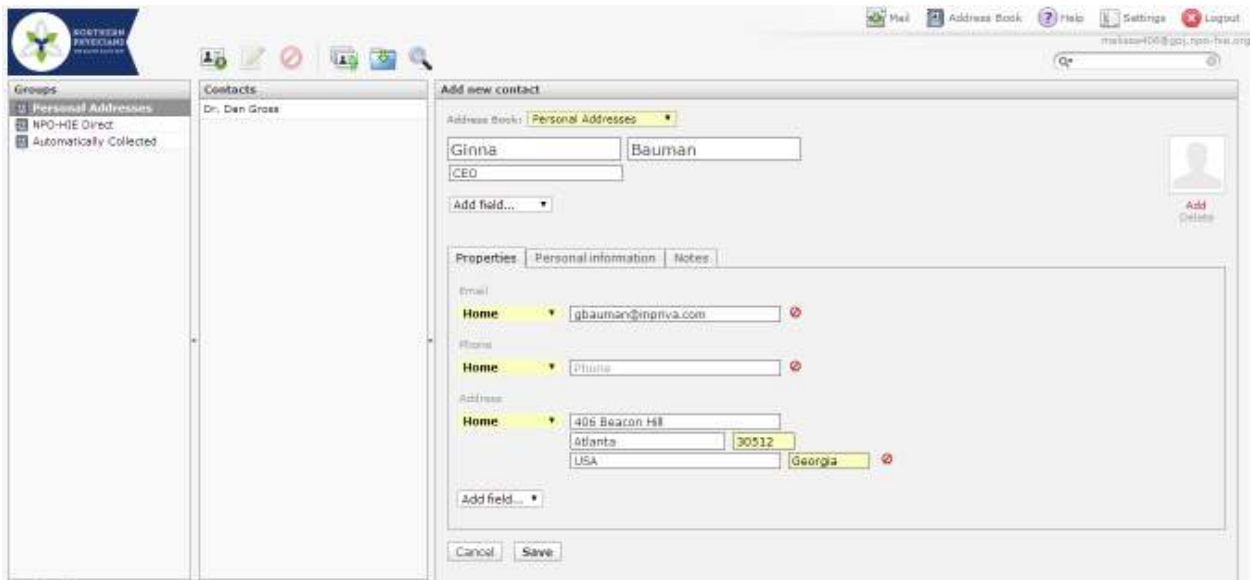 NORTHERN
PHYSICIANS
ORGANIZATION
Mail Address Book Help Settings Logout
Groups
Personal Addresses
NPO-HIE Direct
Automatically Collected
Contacts
Dr. Dan Gross
Add new contact
Address Book: Personal Addresses
Ginna Bauman
CEO
Add field...
Add
Delete
Properties Personal information Notes
Email
Home gbauman@inpriva.com
Phone
Home Phone
Address
Home 406 Beacon Hill
Atlanta 30512
USA Georgia
Add field...
Cancel Save